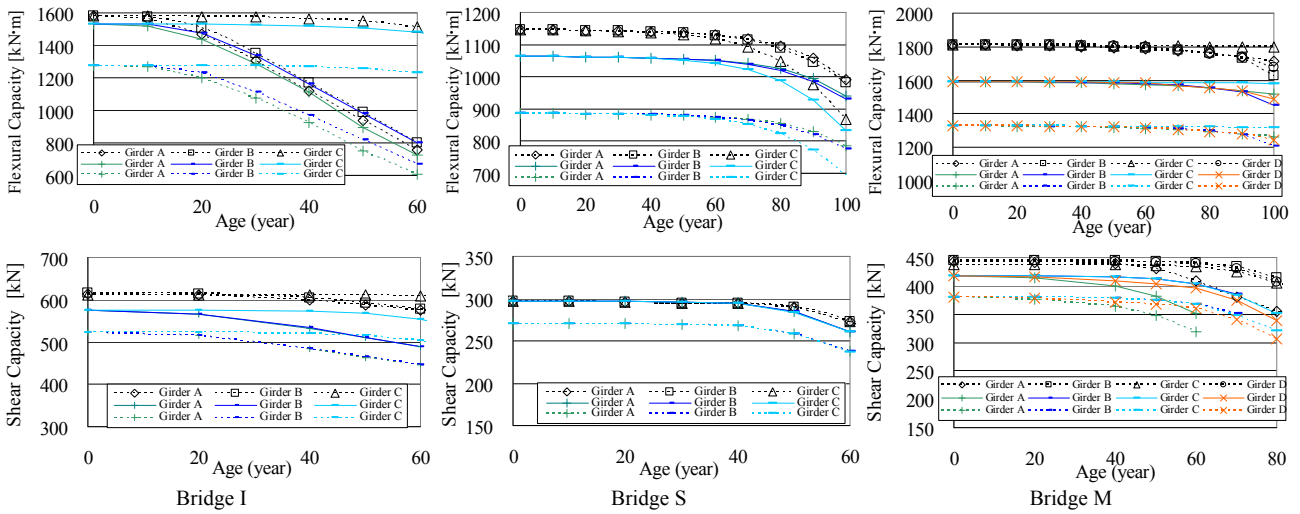 Flexural Capacity [kN·m]
1600
1400
1200
1000
800
600
Girder A Girder B Girder C
Girder A Girder B Girder C
Girder A Girder B Girder C
0 20 40 60
Age (year)
Flexural Capacity [kN·m]
1200
1100
1000
900
800
700
Girder A Girder B Girder C
Girder A Girder B Girder C
Girder A Girder B Girder C
0 20 40 60 80 100
Age (year)
Flexural Capacity [kN·m]
2000
1800
1600
1400
1200
1000
Girder A Girder B Girder C Girder D
Girder A Girder B Girder C Girder D
Girder A Girder B Girder C Girder D
0 20 40 60 80 100
Age (year)
Shear Capacity [kN]
700
600
500
400
300
Girder A Girder B Girder C
Girder A Girder B Girder C
Girder A Girder B Girder C
0 20 40 60
Age (year)
Bridge I
Shear Capacity [kN]
350
300
250
200
150
Girder A Girder B Girder C
Girder A Girder B Girder C
Girder A Girder B Girder C
0 20 40 60
Age (year)
Bridge S
Shear Capacity [kN]
450
400
350
300
250
200
150
Girder A Girder B Girder C Girder D
Girder A Girder B Girder C Girder D
Girder A Girder B Girder C Girder D
0 20 40 60 80
Age (year)
Bridge M